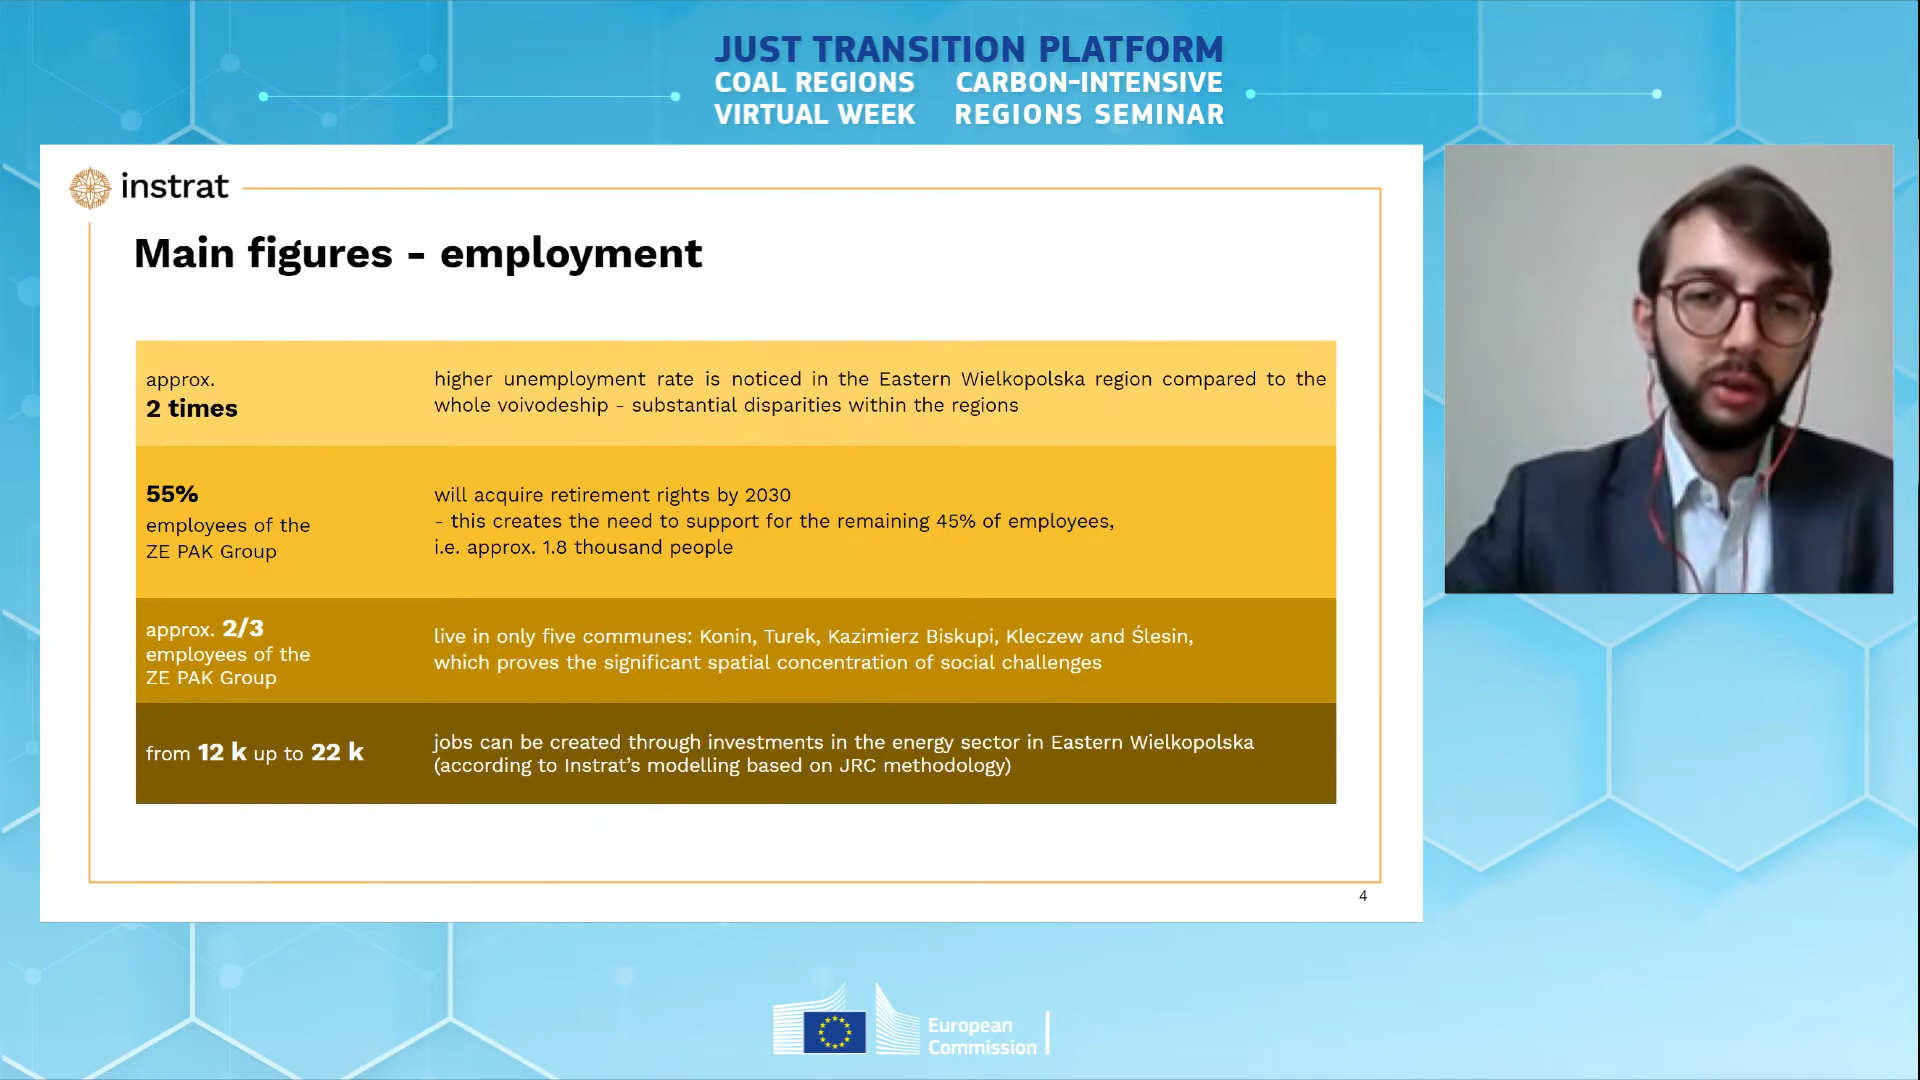 JUST TRANSITION PLATFORM
COAL REGIONS
VIRTUAL WEEK
CARBON-INTENSIVE
REGIONS SEMINAR
instrat
Main figures - employment
approx.
2 times
higher unemployment rate is noticed in the Eastern Wielkopolska region compared to the
whole voivodeship - substantial disparities within the regions
55%
employees of the
ZE PAK Group
will acquire retirement rights by 2030
- this creates the need to support for the remaining 45% of employees,
i.e. approx. 1.8 thousand people
approx. 2/3
employees of the
ZE PAK Group
live in only five communes: Konin, Turek, Kazimierz Biskupi, Kleczew and Ślesin,
which proves the significant spatial concentration of social challenges
from 12 k up to 22 k
jobs can be created through investments in the energy sector in Eastern Wielkopolska
(according to Instrat's modelling based on JRC methodology)
4
European
Commission